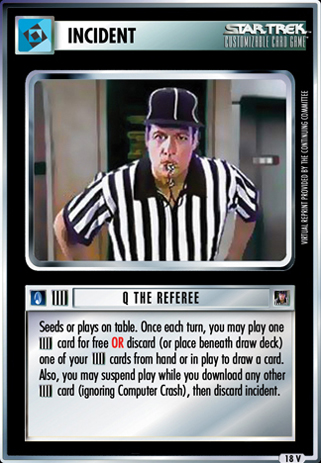 INCIDENT
STAR TREK
CUSTOMIZABLE CARD GAME
VIRTUAL REPRINT PROVIDED BY THE CONTINUING COMMITTEE
Q THE REFEREE
Seeds or plays on table. Once each turn, you may play one
card for free OR discard (or place beneath draw deck)
one of your cards from hand or in play to draw a card.
Also, you may suspend play while you download any other
card (ignoring Computer Crash), then discard incident.
18 V